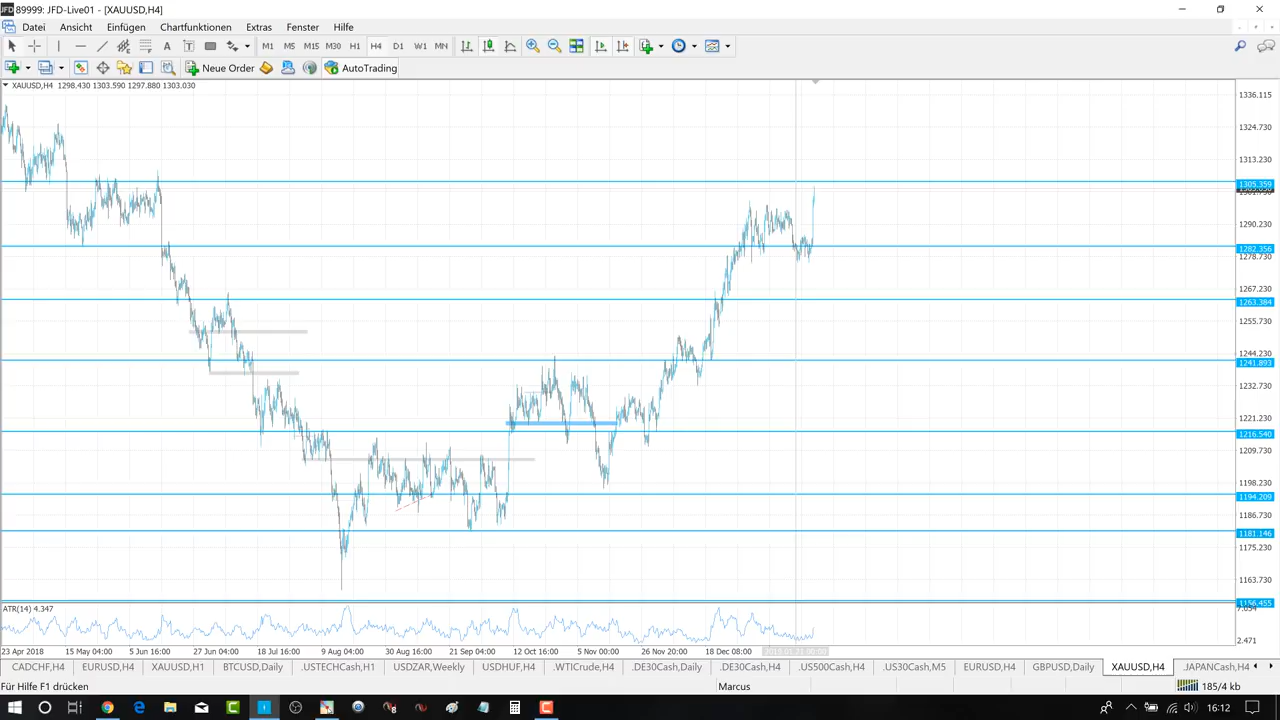 JFD 89999: JFD-Live01 - [XAUUSD,H4]
Datei Ansicht Einfügen Chartfunktionen Extras Fenster Hilfe
A T M1 M5 M15 M30 H1 H4 D1 W1 MN
Neue Order AutoTrading
XAUUSD,H4 1298.430 1303.590 1297.880 1303.030
1336.115
1324.730
1313.230
1305.359
1290.230
1282.356
1278.730
1267.230
1263.384
1255.730
1244.230
1241.893
1232.730
1221.230
1216.540
1209.730
1198.230
1194.209
1186.730
1181.146
1175.230
1163.730
1156.455
ATR(14) 4.347
2.471
23 Apr 2018 15 May 04:00 5 Jun 16:00 27 Jun 04:00 18 Jul 16:00 9 Aug 04:00 30 Aug 16:00 21 Sep 04:00 12 Oct 16:00 5 Nov 00:00 26 Nov 20:00 18 Dec 08:00
CADCHF,H4 EURUSD,H4 XAUUSD,H1 BTCUSD,Daily .USTECHCash,H1 USDZAR,Weekly USDHUF,H4 .WTICrude,H4 .DE30Cash,Daily .DE30Cash,H4 .US500Cash,H4 .US30Cash,M5 EURUSD,H4 GBPUSD,Daily XAUUSD,H4 .JAPANCash,H4
Für Hilfe F1 drücken Marcus 185/4 kb
16:12